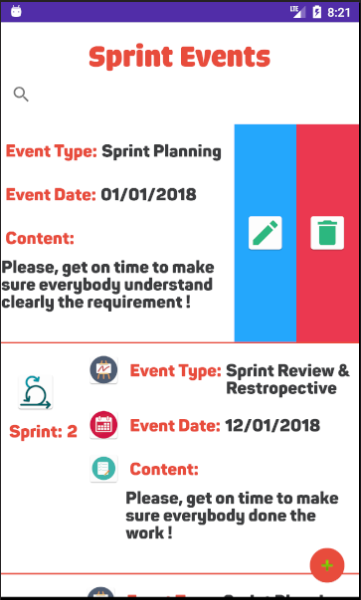 LTE 8:21
Sprint Events
Event Type: Sprint Planning
Event Date: 01/01/2018
Content:
Please, get on time to make
sure everybody understand
clearly the requirement !
Event Type: Sprint Review &
Restropective
Sprint: 2
Event Date: 12/01/2018
Content:
Please, get on time to make
sure everybody done the
work !